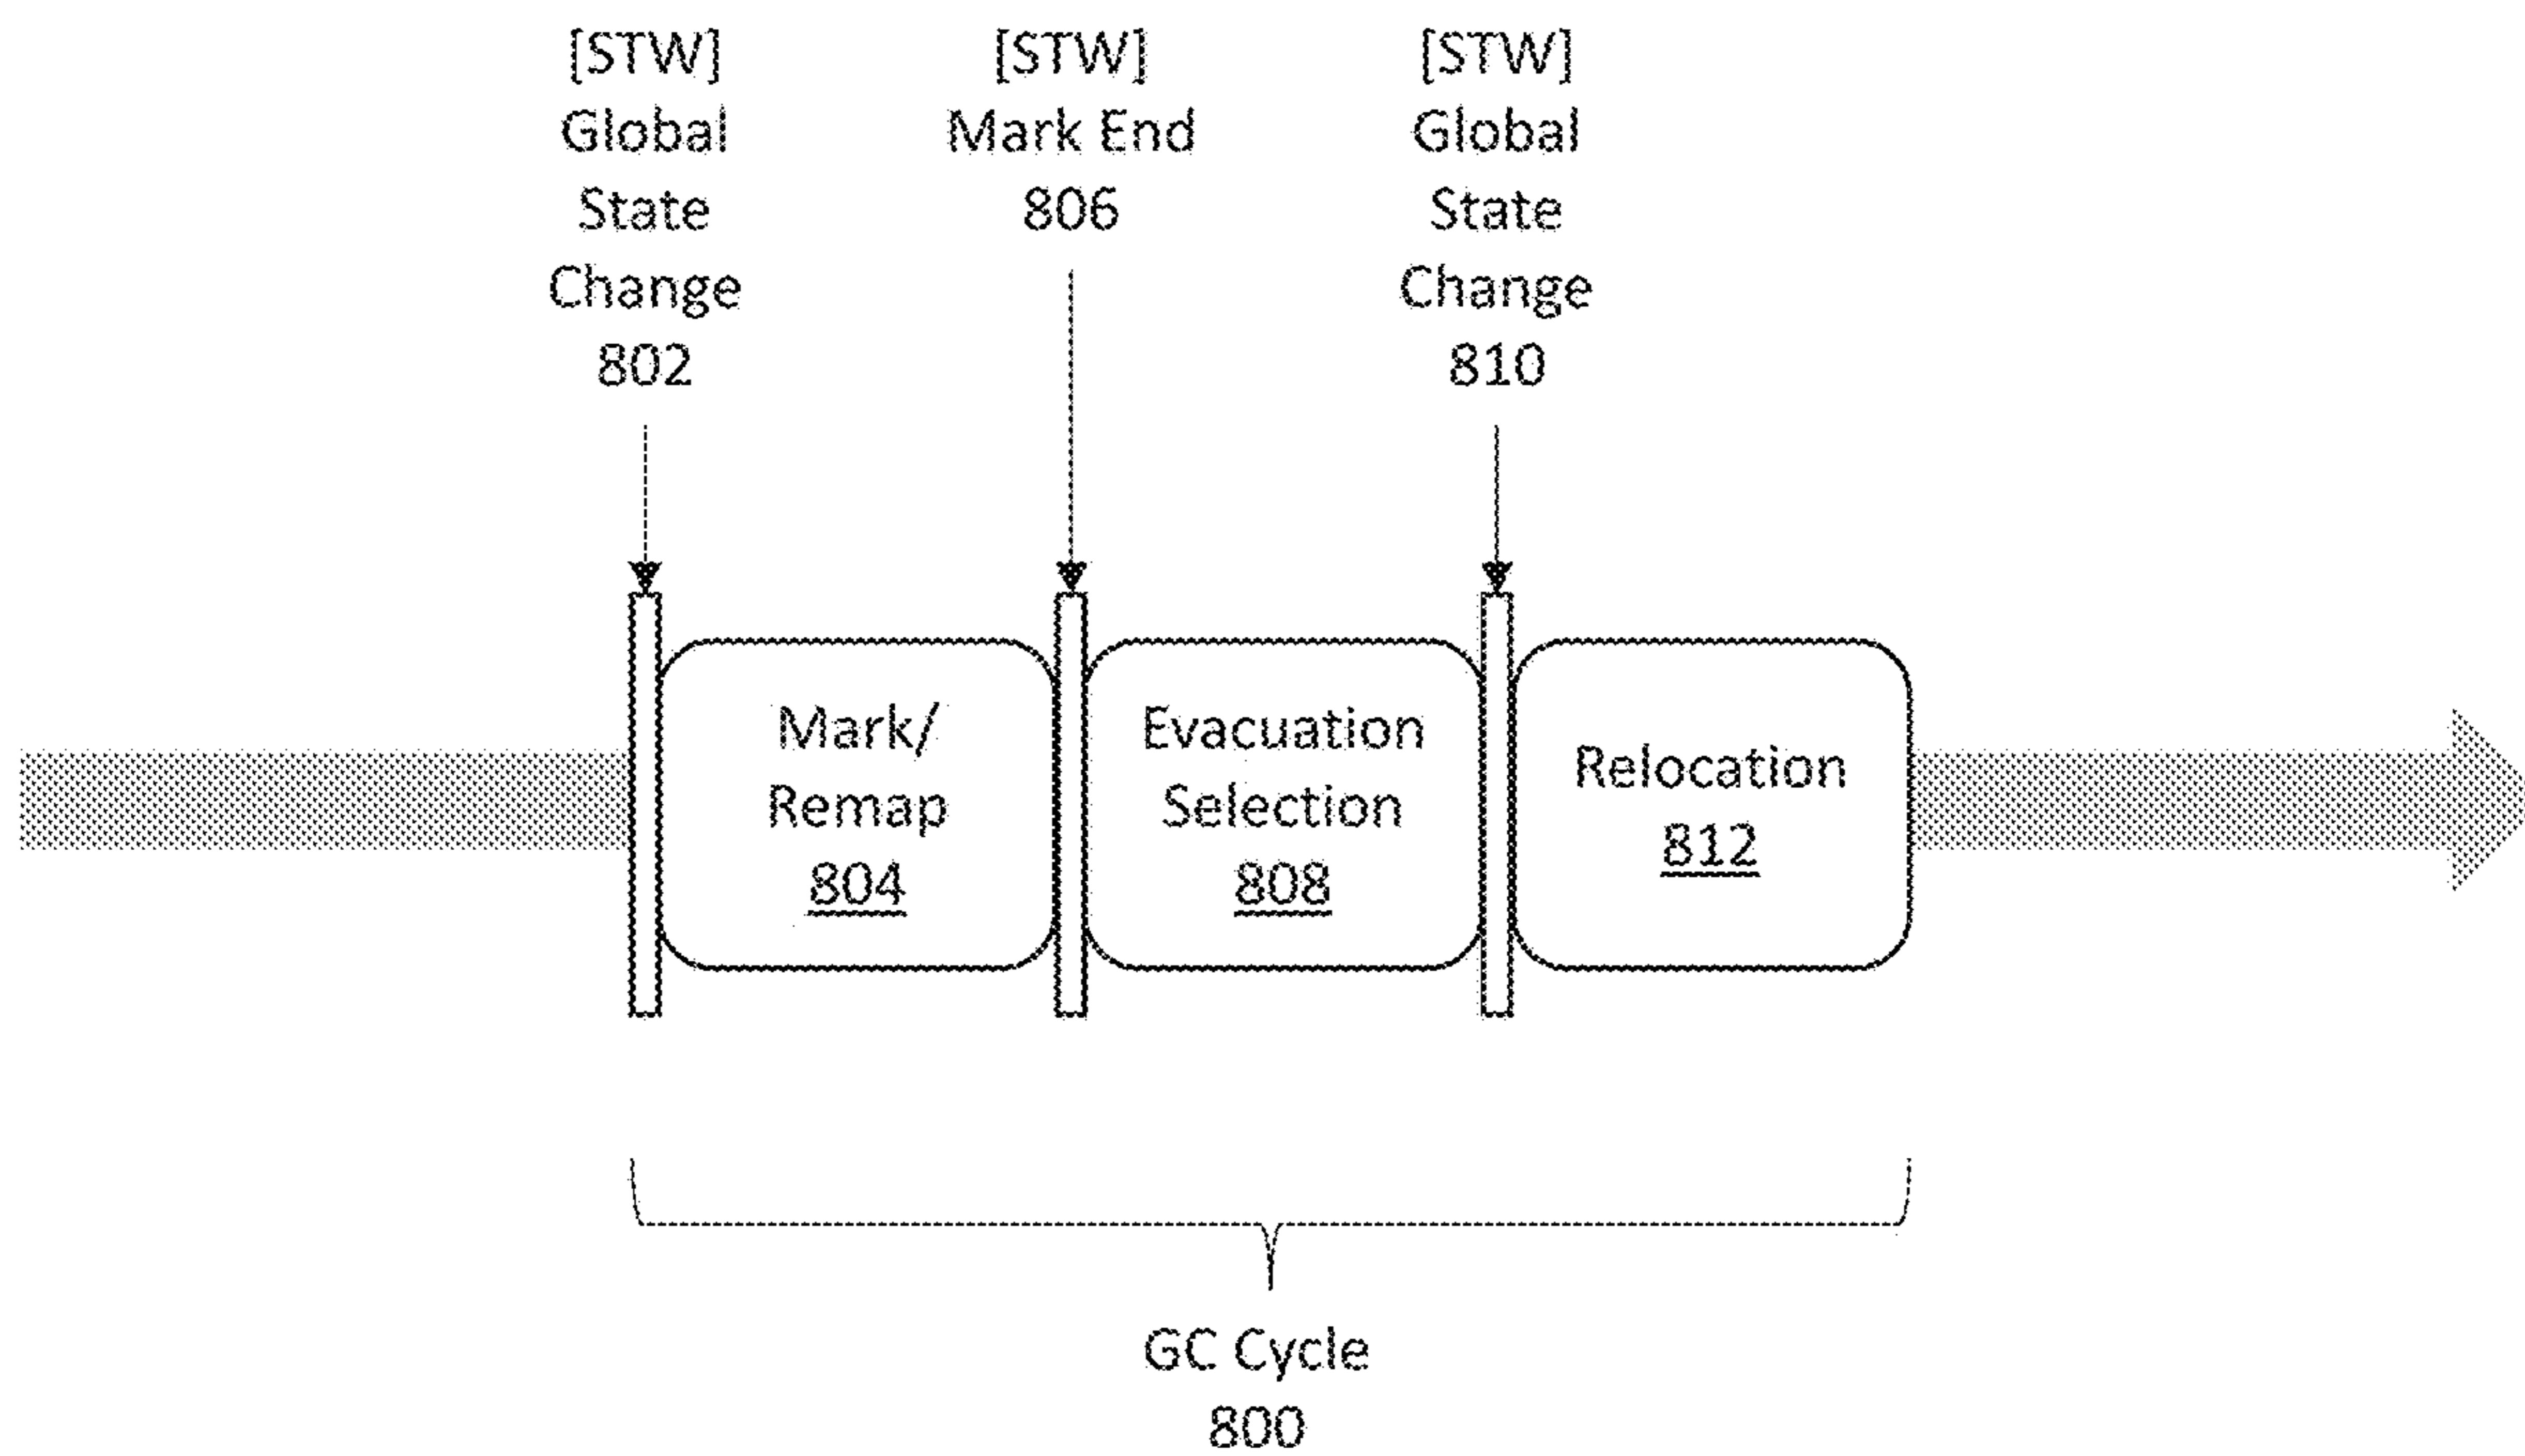 [STW]
Global
State
Change
802
[STW]
Mark End
806
[STW]
Global
State
Change
810
Mark/
Remap
804
Evacuation
Selection
808
Relocation
812
GC Cycle
800